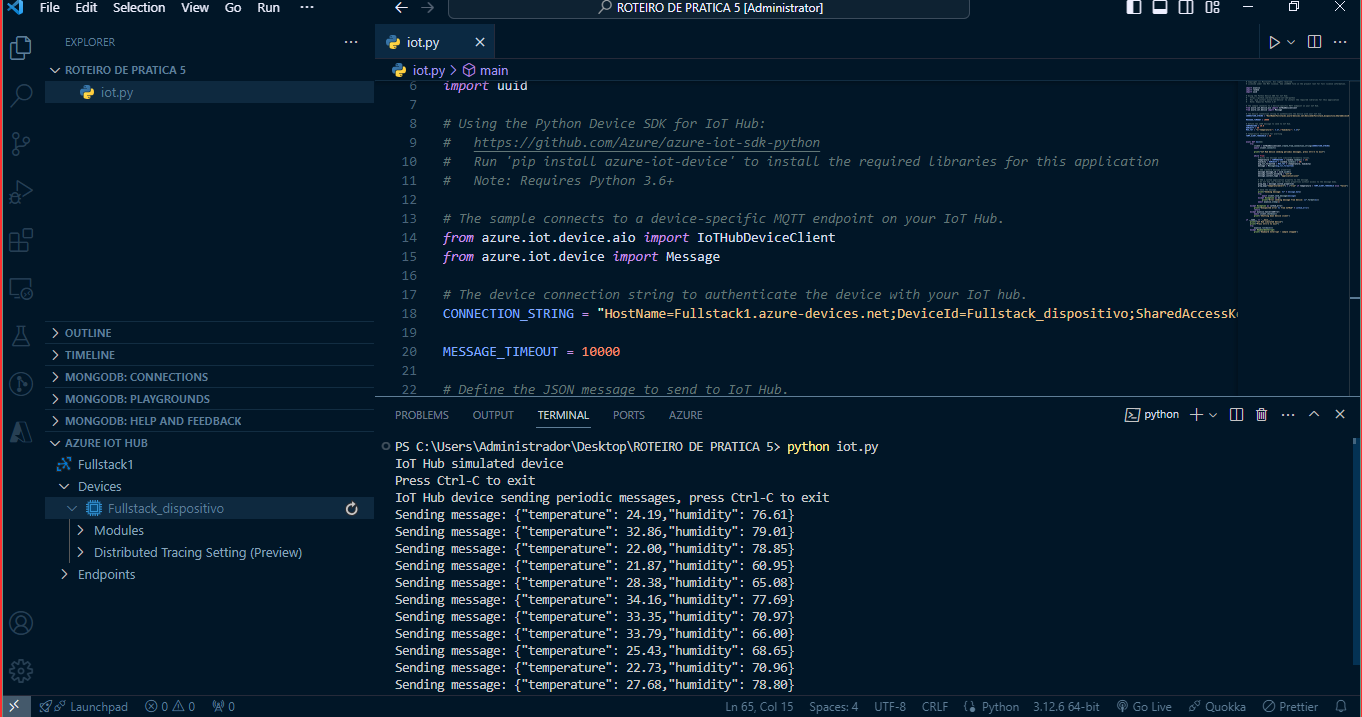 File Edit Selection View Go Run ···
ROTEIRO DE PRATICA 5 [Administrator]
EXPLORER
ROTEIRO DE PRATICA 5
iot.py
OUTLINE
TIMELINE
MONGODB: CONNECTIONS
MONGODB: PLAYGROUNDS
MONGODB: HELP AND FEEDBACK
AZURE IOT HUB
Fullstack1
Devices
Fullstack_dispositivo
Modules
Distributed Tracing Setting (Preview)
Endpoints
iot.py
iot.py > main
6 import uuid
7
8 # Using the Python Device SDK for IoT Hub:
9 #   https://github.com/Azure/azure-iot-sdk-python
10 #   Run 'pip install azure-iot-device' to install the required libraries for this application
11 #   Note: Requires Python 3.6+
12
13 # The sample connects to a device-specific MQTT endpoint on your IoT Hub.
14 from azure.iot.device.aio import IoTHubDeviceClient
15 from azure.iot.device import Message
16
17 # The device connection string to authenticate the device with your IoT hub.
18 CONNECTION_STRING = "HostName=Fullstack1.azure-devices.net;DeviceId=Fullstack_dispositivo;SharedAccessKe
19
20 MESSAGE_TIMEOUT = 10000
21
22 # Define the JSON message to send to IoT Hub.
PROBLEMS OUTPUT TERMINAL PORTS AZURE
python
PS C:\Users\Administrador\Desktop\ROTEIRO DE PRATICA 5> python iot.py
IoT Hub simulated device
Press Ctrl-C to exit
IoT Hub device sending periodic messages, press Ctrl-C to exit
Sending message: {"temperature": 24.19,"humidity": 76.61}
Sending message: {"temperature": 32.86,"humidity": 79.01}
Sending message: {"temperature": 22.00,"humidity": 78.85}
Sending message: {"temperature": 21.87,"humidity": 60.95}
Sending message: {"temperature": 28.38,"humidity": 65.08}
Sending message: {"temperature": 34.16,"humidity": 77.69}
Sending message: {"temperature": 33.35,"humidity": 70.97}
Sending message: {"temperature": 33.79,"humidity": 66.00}
Sending message: {"temperature": 25.43,"humidity": 68.65}
Sending message: {"temperature": 22.73,"humidity": 70.96}
Sending message: {"temperature": 27.68,"humidity": 78.80}
Launchpad 0 0 0 Ln 65, Col 15 Spaces: 4 UTF-8 CRLF Python 3.12.6 64-bit Go Live Quokka Prettier